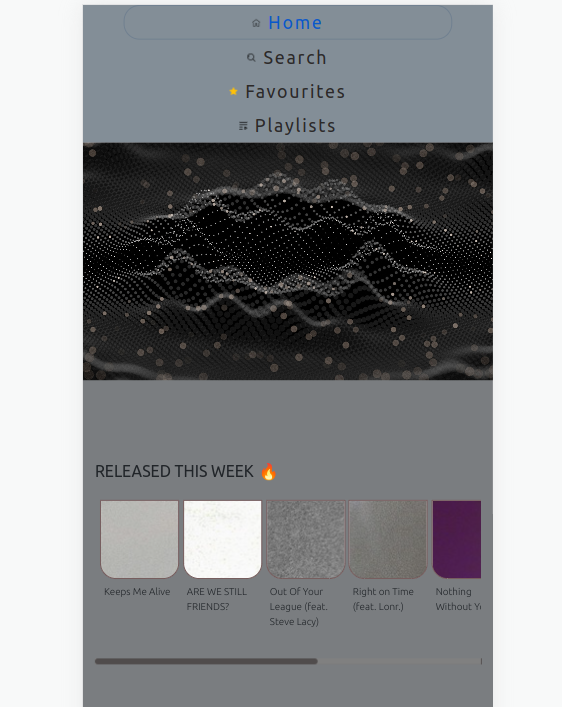 Home
Search
Favourites
Playlists
RELEASED THIS WEEK 🔥
Keeps Me Alive
ARE WE STILL
FRIENDS?
Out Of Your
League (feat.
Steve Lacy)
Right on Time
(feat. Lonr.)
Nothing
Without